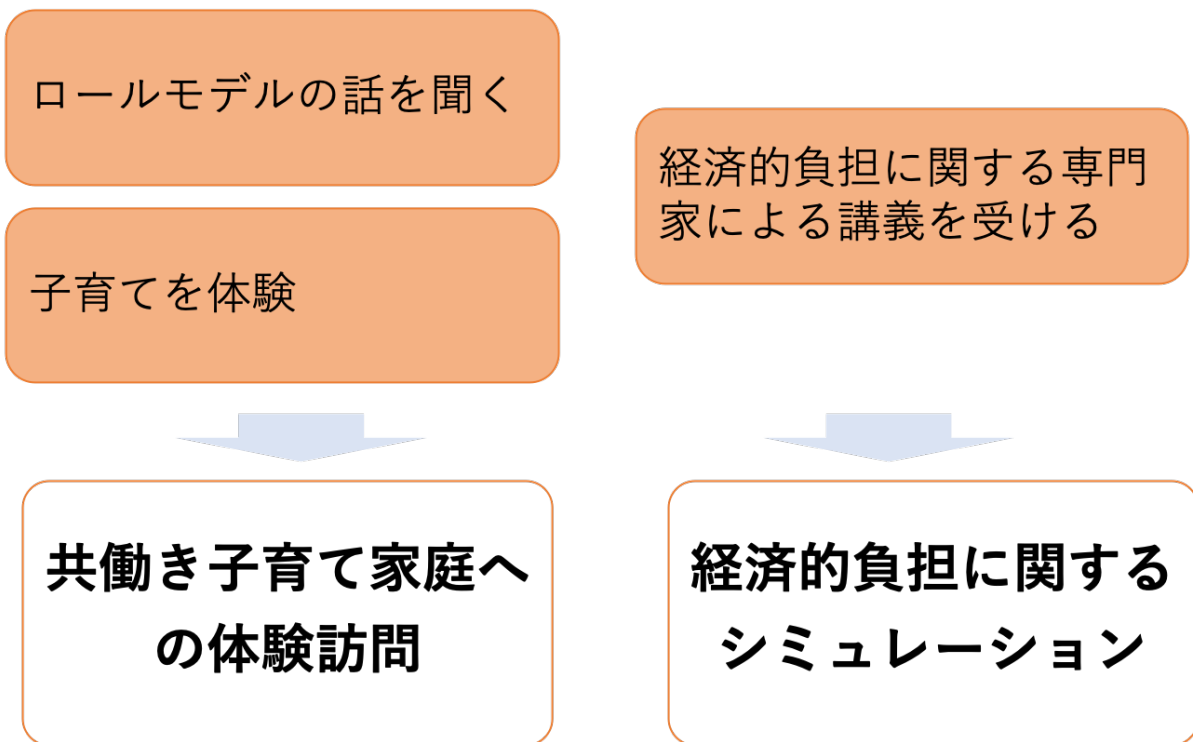 ロールモデルの話を聞く
子育てを体験
経済的負担に関する専門
家による講義を受ける
共働き子育て家庭へ
の体験訪問
経済的負担に関する
シミュレーション